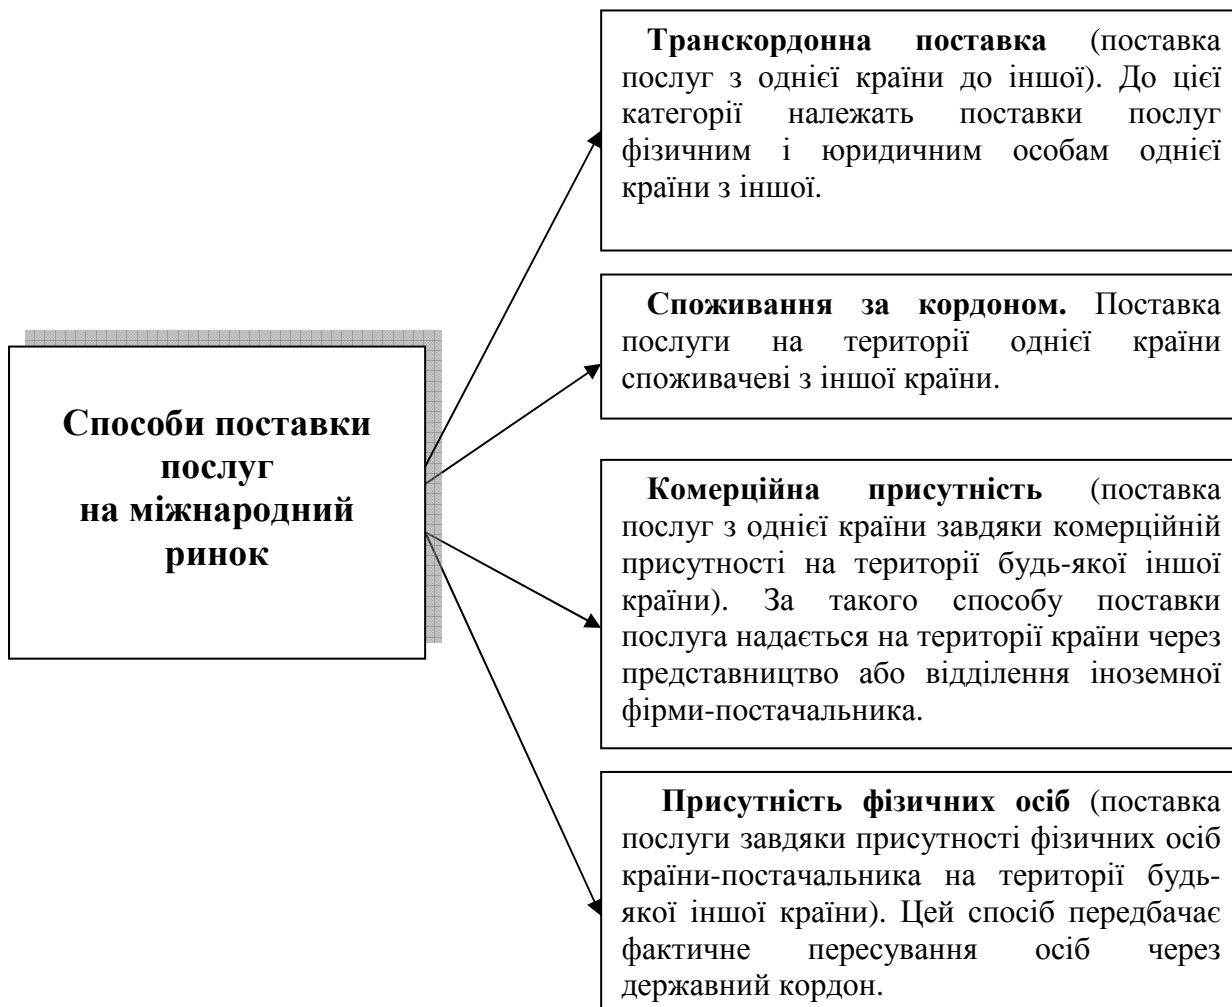 Транскордонна поставка (поставка
послуг з однієї країни до іншої). До цієї
категорії належать поставки послуг
фізичним і юридичним особам однієї
країни з іншої.
Споживання за кордоном. Поставка
послуги на території однієї країни
споживачеві з іншої країни.
Способи поставки
послуг
на міжнародний
ринок
Комерційна присутність (поставка
послуг з однієї країни завдяки комерційній
присутності на території будь-якої іншої
країни). За такого способу поставки
послуга надається на території країни через
представництво або відділення іноземної
фірми-постачальника.
Присутність фізичних осіб (поставка
послуги завдяки присутності фізичних осіб
країни-постачальника на території будь-
якої іншої країни). Цей спосіб передбачає
фактичне пересування осіб через
державний кордон.